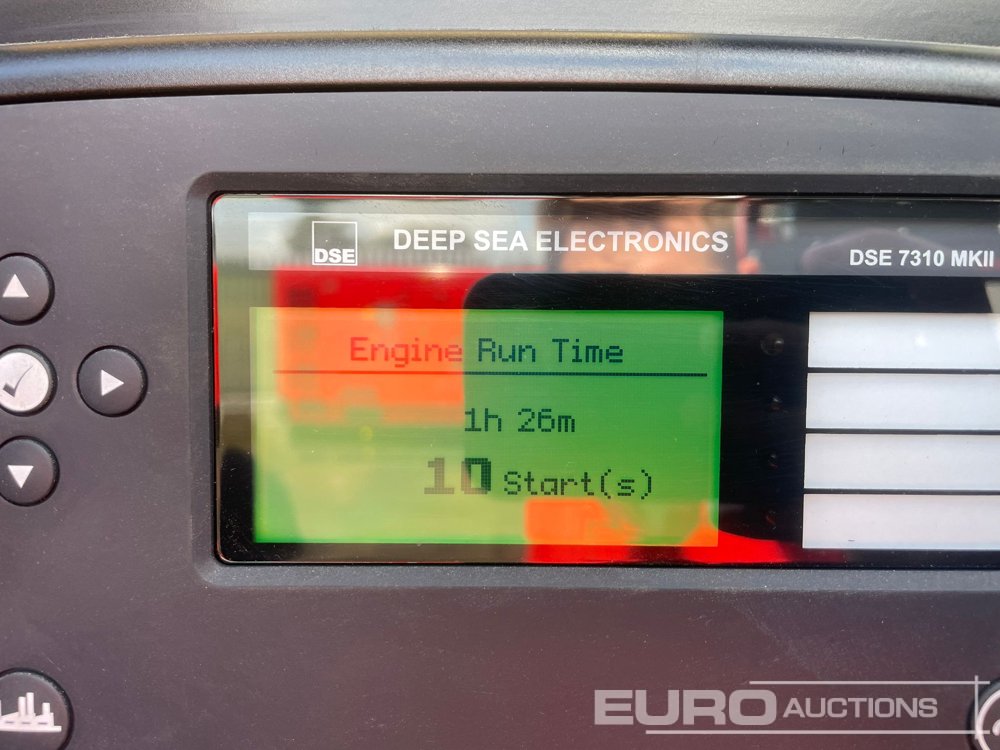 DSE
DEEP SEA ELECTRONICS
DSE 7310 MKII
Engine Run Time
1h 26m
10 Start(s)
EURO AUCTIONS